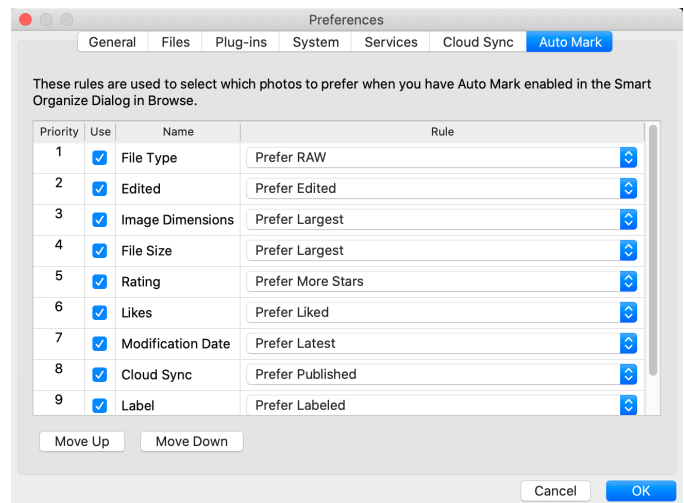 Preferences
General Files Plug-ins System Services Cloud Sync Auto Mark
These rules are used to select which photos to prefer when you have Auto Mark enabled in the Smart
Organize Dialog in Browse.
Priority Use Name Rule
1 File Type Prefer RAW
2 Edited Prefer Edited
3 Image Dimensions Prefer Largest
4 File Size Prefer Largest
5 Rating Prefer More Stars
6 Likes Prefer Liked
7 Modification Date Prefer Latest
8 Cloud Sync Prefer Published
9 Label Prefer Labeled
Move Up Move Down
Cancel OK